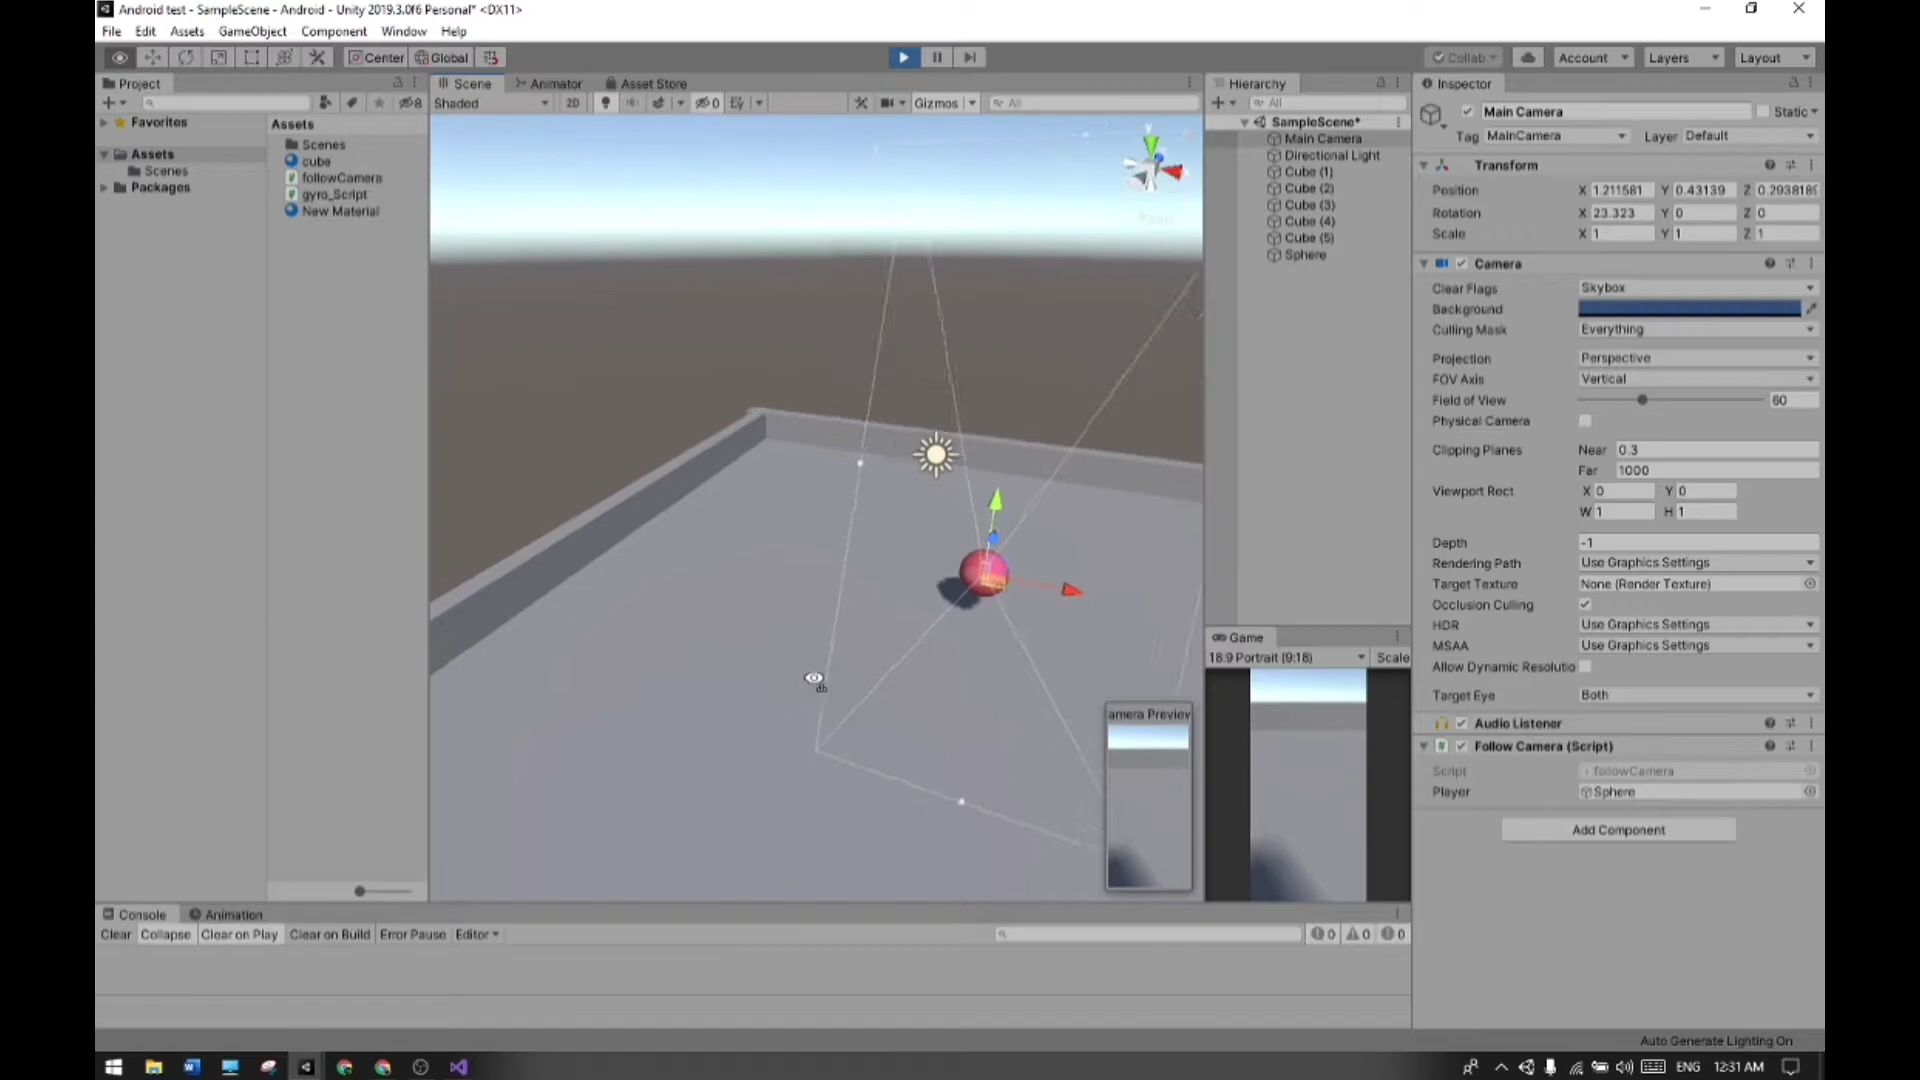 Android test - SampleScene - Android - Unity 2019.3.0f6 Personal* <DX11>
File Edit Assets GameObject Component Window Help
Center Global Collab Account Layers Layout
Project
8
Favorites
Assets
Scenes
Packages
Assets
Scenes
cube
followCamera
gyro_Script
New Material
Scene Animator Asset Store
Shaded 2D 0 Gizmos All
y
Hierarchy
All
SampleScene*
Main Camera
Directional Light
Cube (1)
Cube (2)
Cube (3)
Cube (4)
Cube (5)
Sphere
amera Preview
Game
18:9 Portrait (9:18) Scale
Inspector
Main Camera Static
Tag MainCamera Layer Default
Transform
Position X 1.211581 Y 0.43139 Z 0.2938189
Rotation X 23.323 Y 0 Z 0
Scale X 1 Y 1 Z 1
Camera
Clear Flags Skybox
Background
Culling Mask Everything
Projection Perspective
FOV Axis Vertical
Field of View 60
Physical Camera
Clipping Planes Near 0.3
Far 1000
Viewport Rect X 0 Y 0
W 1 H 1
Depth -1
Rendering Path Use Graphics Settings
Target Texture None (Render Texture)
Occlusion Culling
HDR Use Graphics Settings
MSAA Use Graphics Settings
Allow Dynamic Resolutio
Target Eye Both
Audio Listener
Follow Camera (Script)
Script followCamera
Player Sphere
Add Component
Console Animation
Clear Collapse Clear on Play Clear on Build Error Pause Editor 0 0 0
Auto Generate Lighting On
ENG 12:31 AM